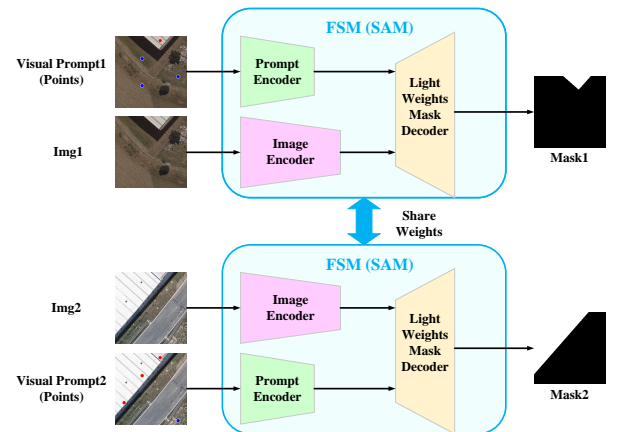 FSM (SAM)
Visual Prompt1
(Points)
Prompt
Encoder
Light
Weights
Mask
Decoder
Img1
Image
Encoder
Mask1
Share
Weights
FSM (SAM)
Img2
Image
Encoder
Light
Weights
Mask
Decoder
Visual Prompt2
(Points)
Prompt
Encoder
Mask2